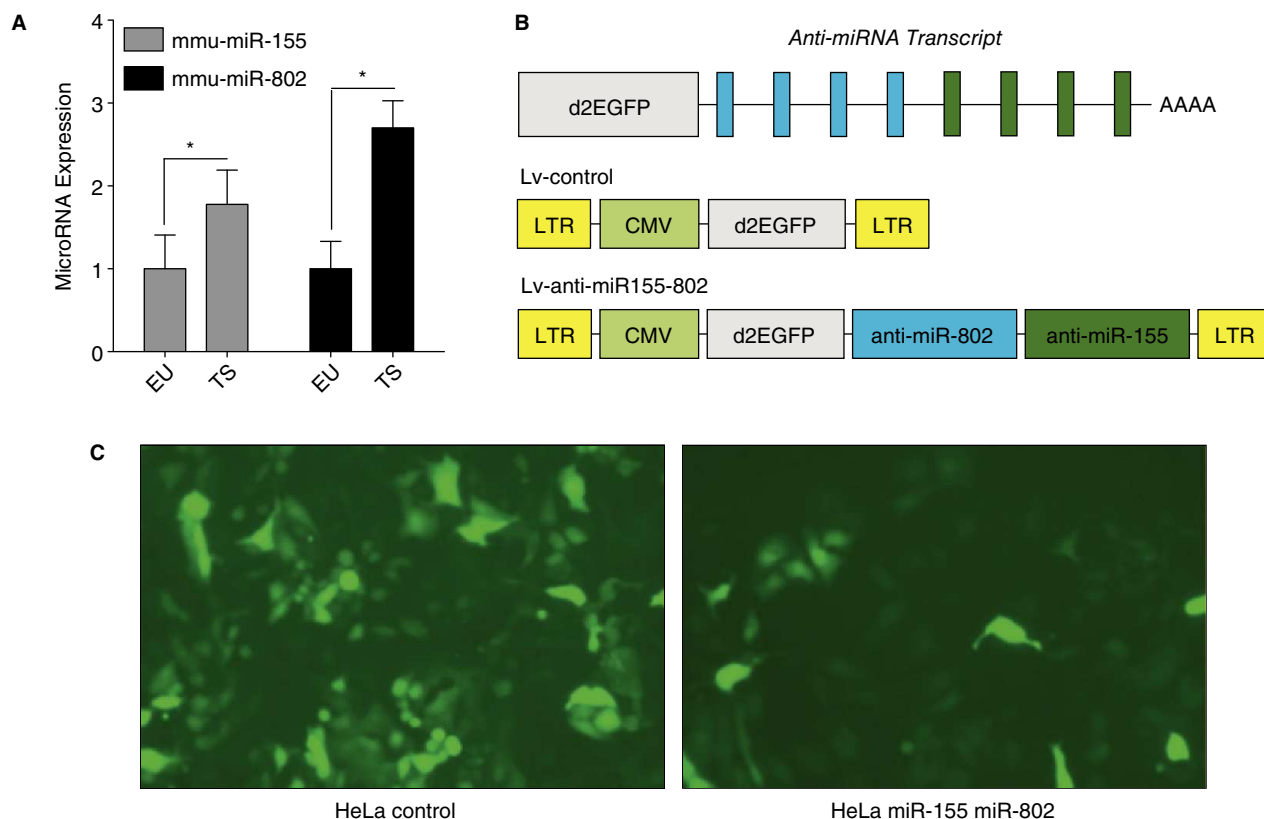 A
4
3
2
1
0
MicroRNA Expression
mmu-miR-155
mmu-miR-802
*
*
EU
TS
EU
TS
B
Anti-miRNA Transcript
d2EGFP
AAAA
Lv-control
LTR CMV d2EGFP LTR
Lv-anti-miR155-802
LTR CMV d2EGFP anti-miR-802 anti-miR-155 LTR
C
HeLa control
HeLa miR-155 miR-802